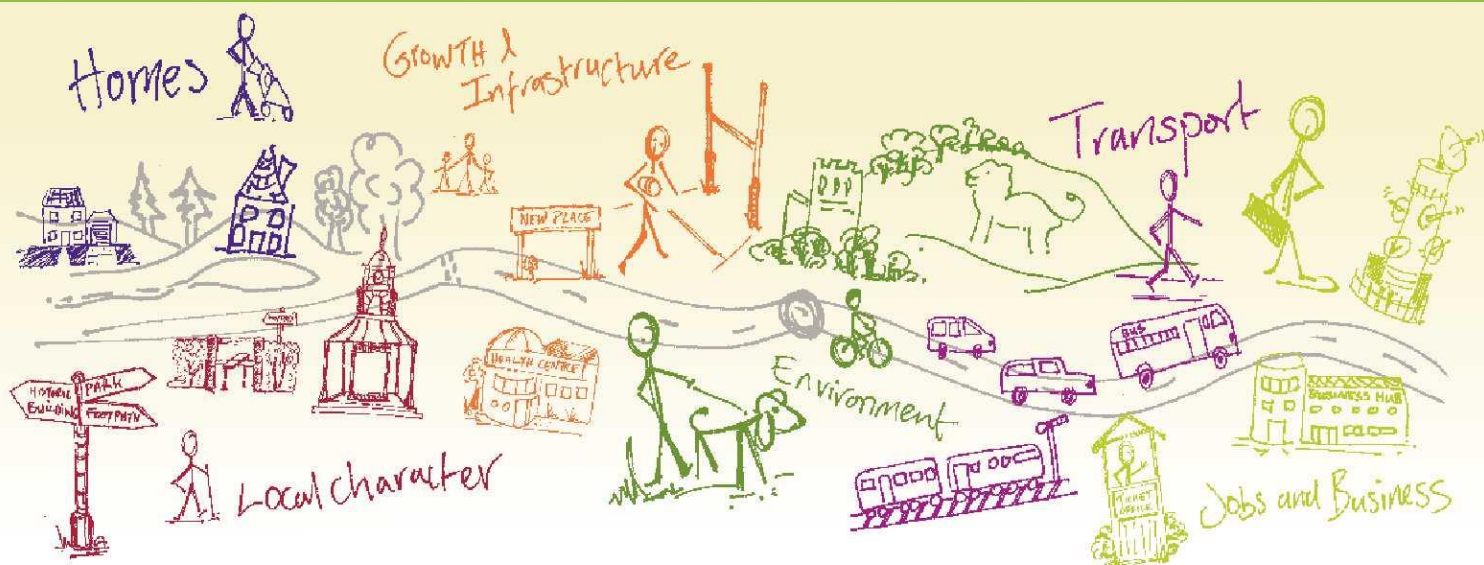 Homes
Growth &
Infrastructure
Transport
NEW PLACE
BUS
HEALTH CENTRE
Environment
BUSINESS HUB
HISTORIC PARK
BUILDING FOOTPATH
Local character
TICKET
OFFICE
Jobs and Business